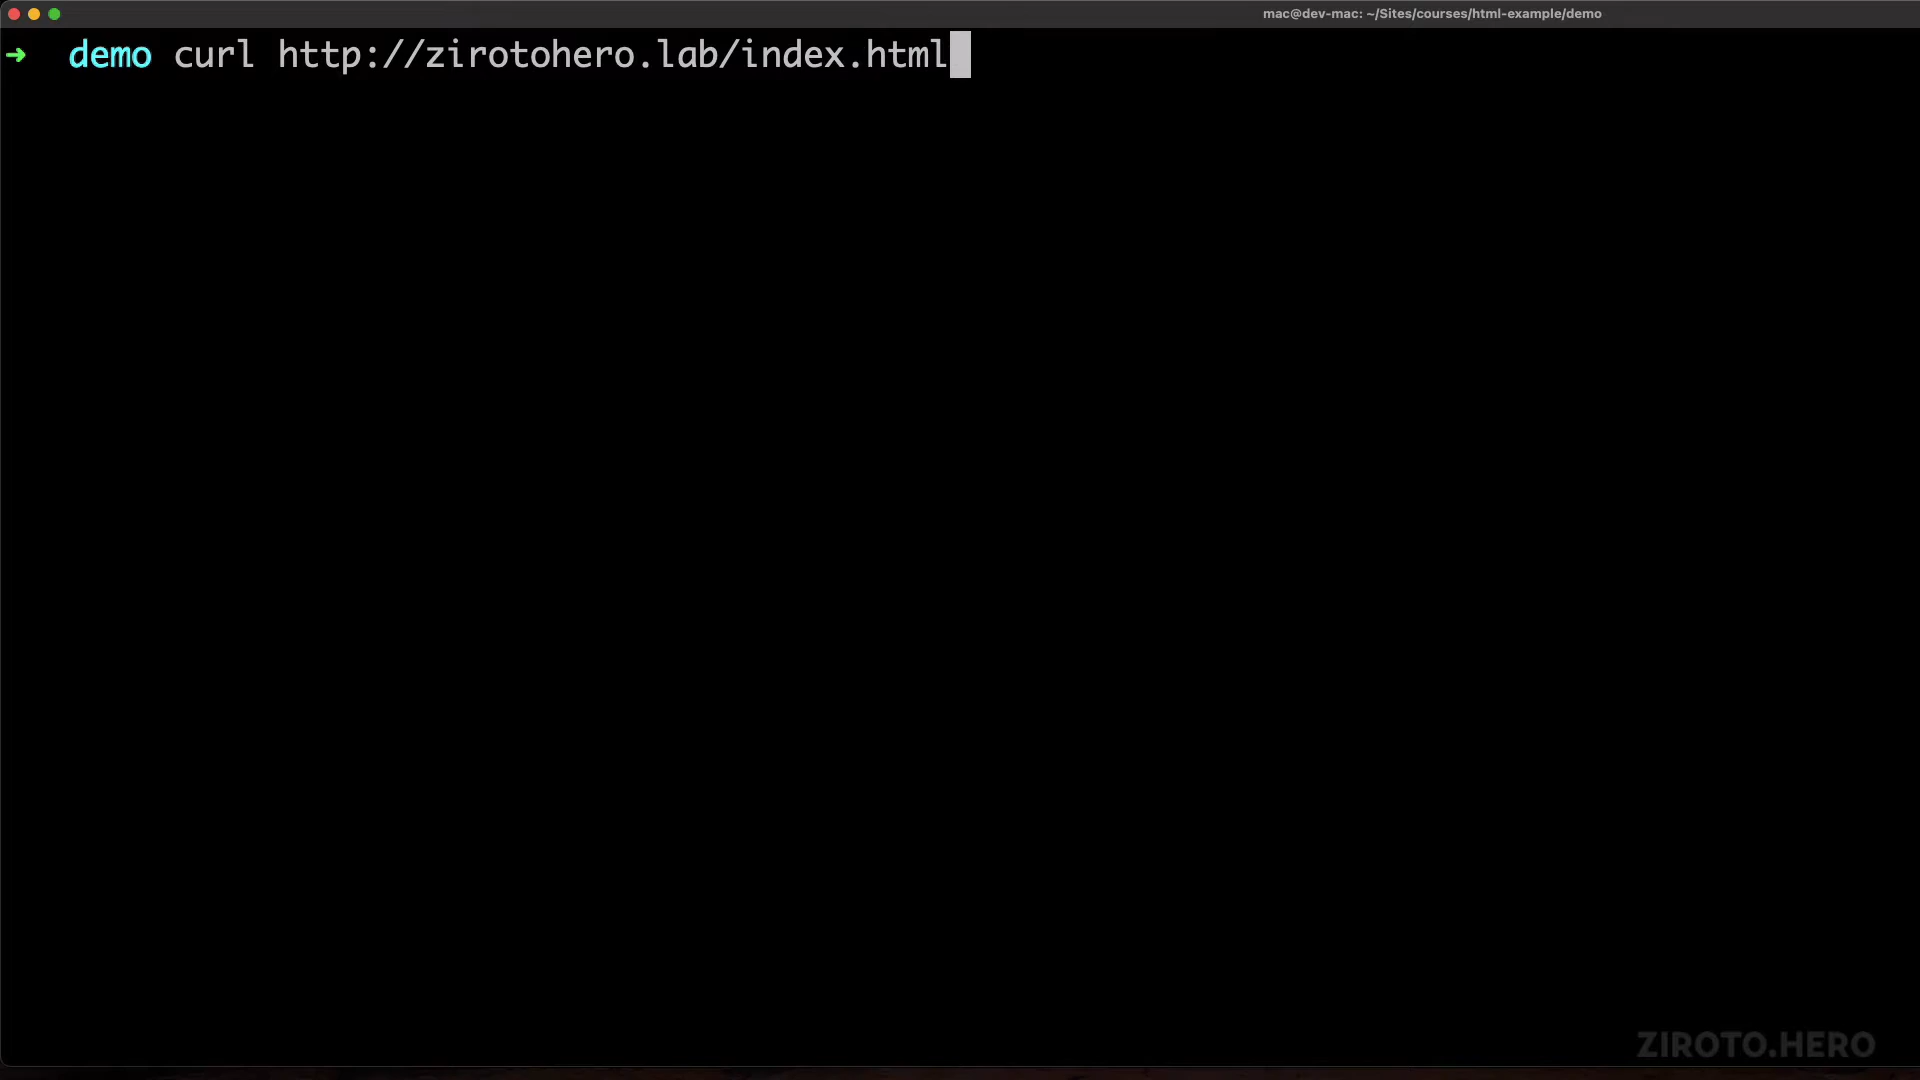 mac@dev-mac: ~/Sites/courses/html-example/demo
➜ demo curl http://zirotohero.lab/index.html
ZIROTO.HERO